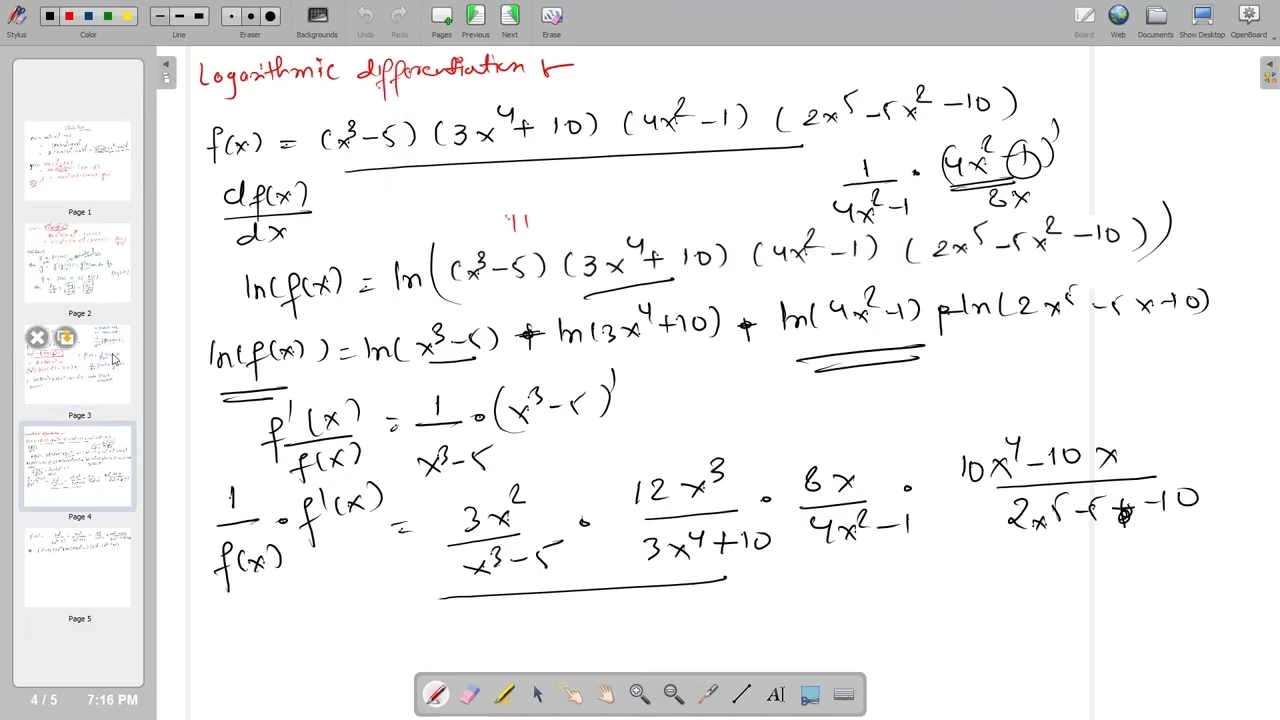 Stylus Color Line Eraser Backgrounds Undo Redo Pages Previous Next Erase Board Web Documents Show Desktop OpenBoard
Logarithmic differentiation
f(x) = (x³-5) (3x⁴+10) (4x²-1) (2x⁵-5x²-10)
df(x)/dx
1/(4x²-1) · (4x²-1)'
8x
ln(f(x) = ln((x³-5) (3x⁴+10) (4x²-1) (2x⁵-5x²-10))
ln(f(x)) = ln(x³-5) + ln(3x⁴+10) + ln(4x²-1) + ln(2x⁵-5x-10)
f'(x)/f(x) = 1/(x³-5) · (x³-5)'
1/f(x) · f'(x) = 3x²/(x³-5) · 12x³/(3x⁴+10) · 8x/(4x²-1) · (10x⁴-10x)/(2x⁵-5 -10)
Page 1
Page 2
Page 3
Page 4
Page 5
4 / 5 7:16 PM
AI